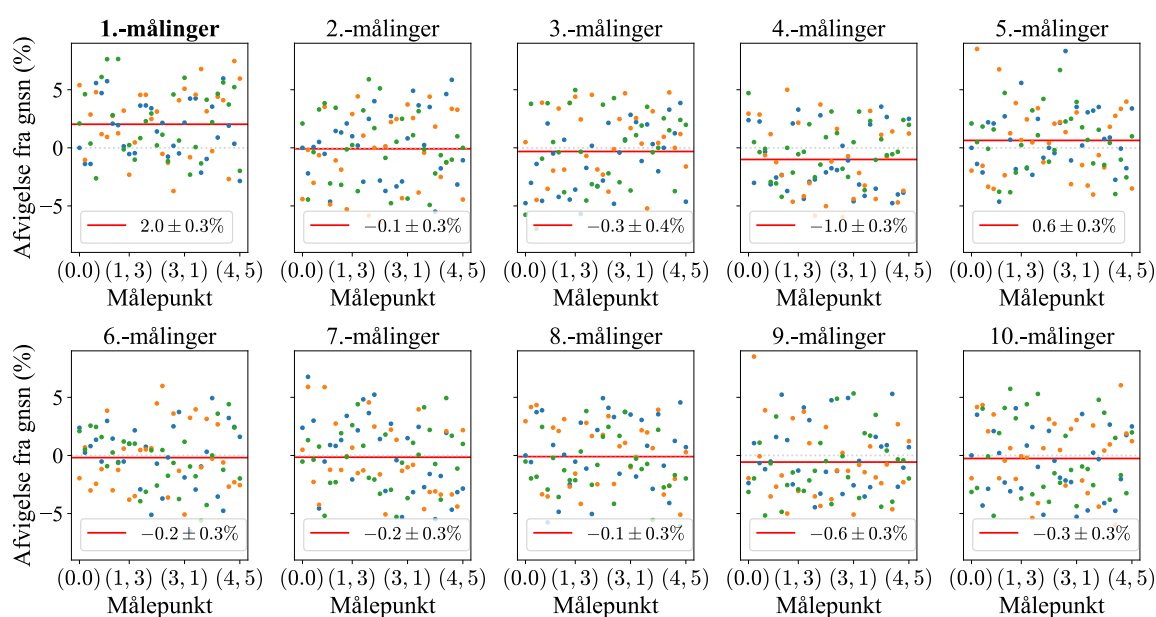 1.-målinger 2.-målinger 3.-målinger 4.-målinger 5.-målinger
Afvigelse fra gnsn (%)
5
0
−5
2.0 ± 0.3% −0.1 ± 0.3% −0.3 ± 0.4% −1.0 ± 0.3% 0.6 ± 0.3%
(0.0) (1, 3) (3, 1) (4, 5) (0.0) (1, 3) (3, 1) (4, 5) (0.0) (1, 3) (3, 1) (4, 5) (0.0) (1, 3) (3, 1) (4, 5) (0.0) (1, 3) (3, 1) (4, 5)
Målepunkt Målepunkt Målepunkt Målepunkt Målepunkt
6.-målinger 7.-målinger 8.-målinger 9.-målinger 10.-målinger
Afvigelse fra gnsn (%)
5
0
−5
−0.2 ± 0.3% −0.2 ± 0.3% −0.1 ± 0.3% −0.6 ± 0.3% −0.3 ± 0.3%
(0.0) (1, 3) (3, 1) (4, 5) (0.0) (1, 3) (3, 1) (4, 5) (0.0) (1, 3) (3, 1) (4, 5) (0.0) (1, 3) (3, 1) (4, 5) (0.0) (1, 3) (3, 1) (4, 5)
Målepunkt Målepunkt Målepunkt Målepunkt Målepunkt